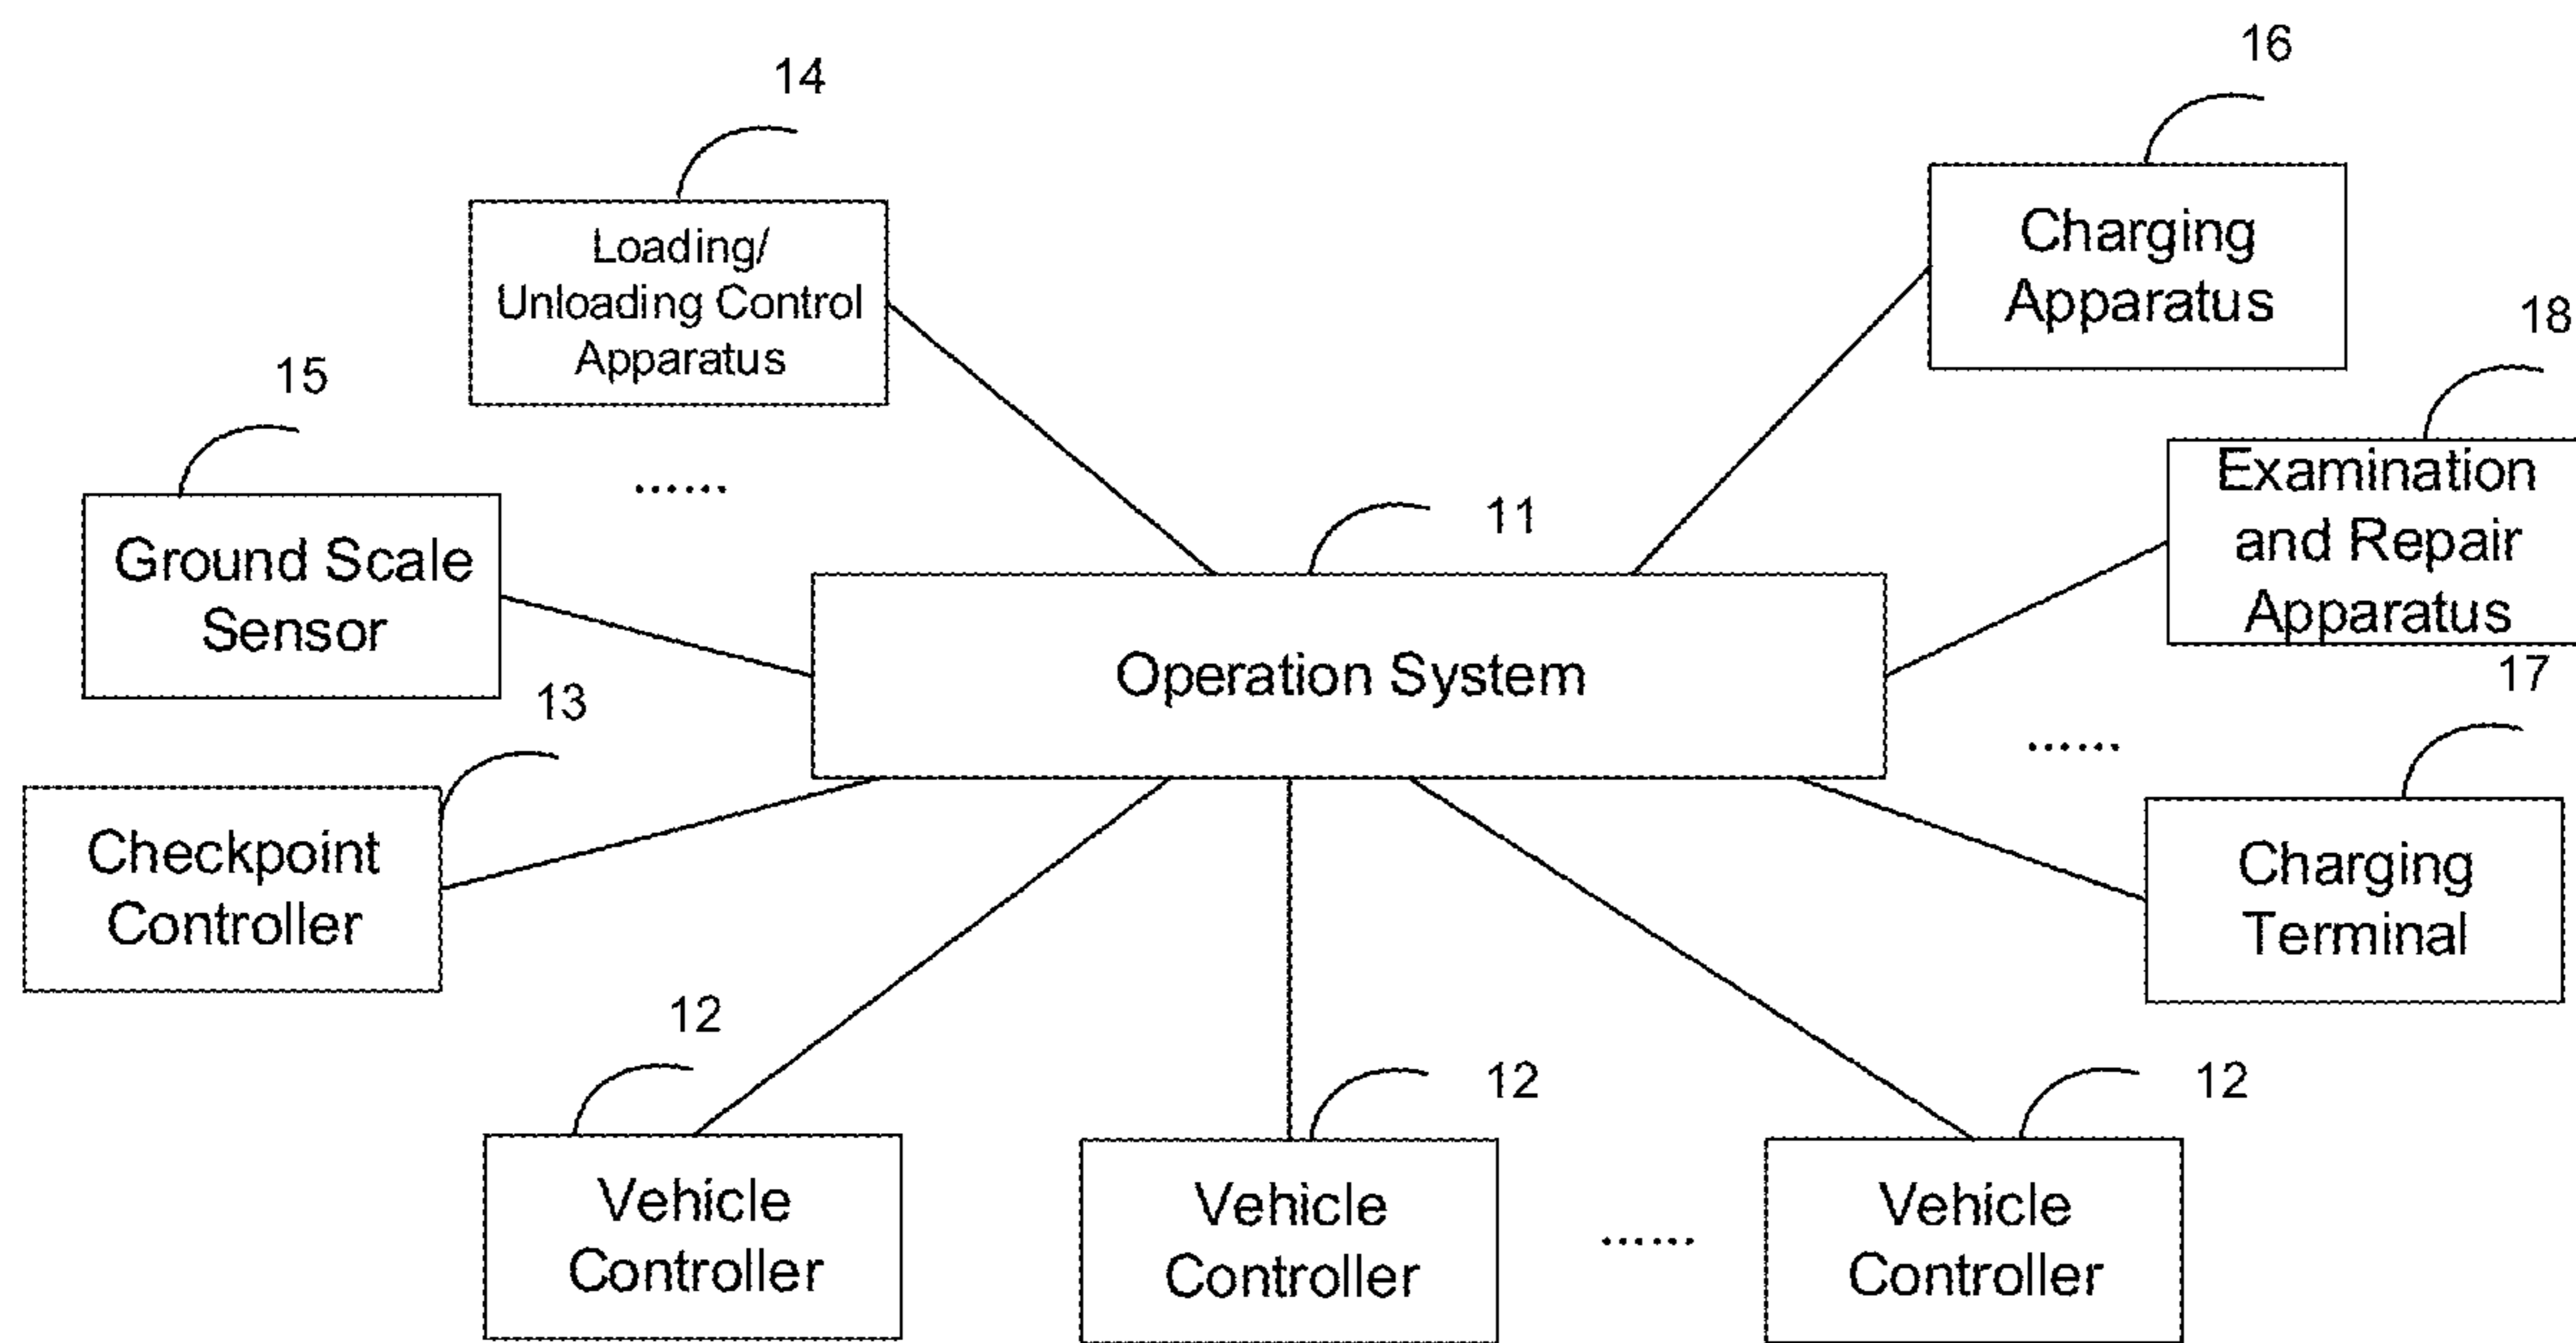 16
14
Loading/
Unloading Control
Apparatus
Charging
Apparatus
18
15
......
Ground Scale
Sensor
11
Examination
and Repair
Apparatus
Operation System
17
13
......
Checkpoint
Controller
Charging
Terminal
12
12
12
Vehicle
Controller
Vehicle
Controller
......
Vehicle
Controller